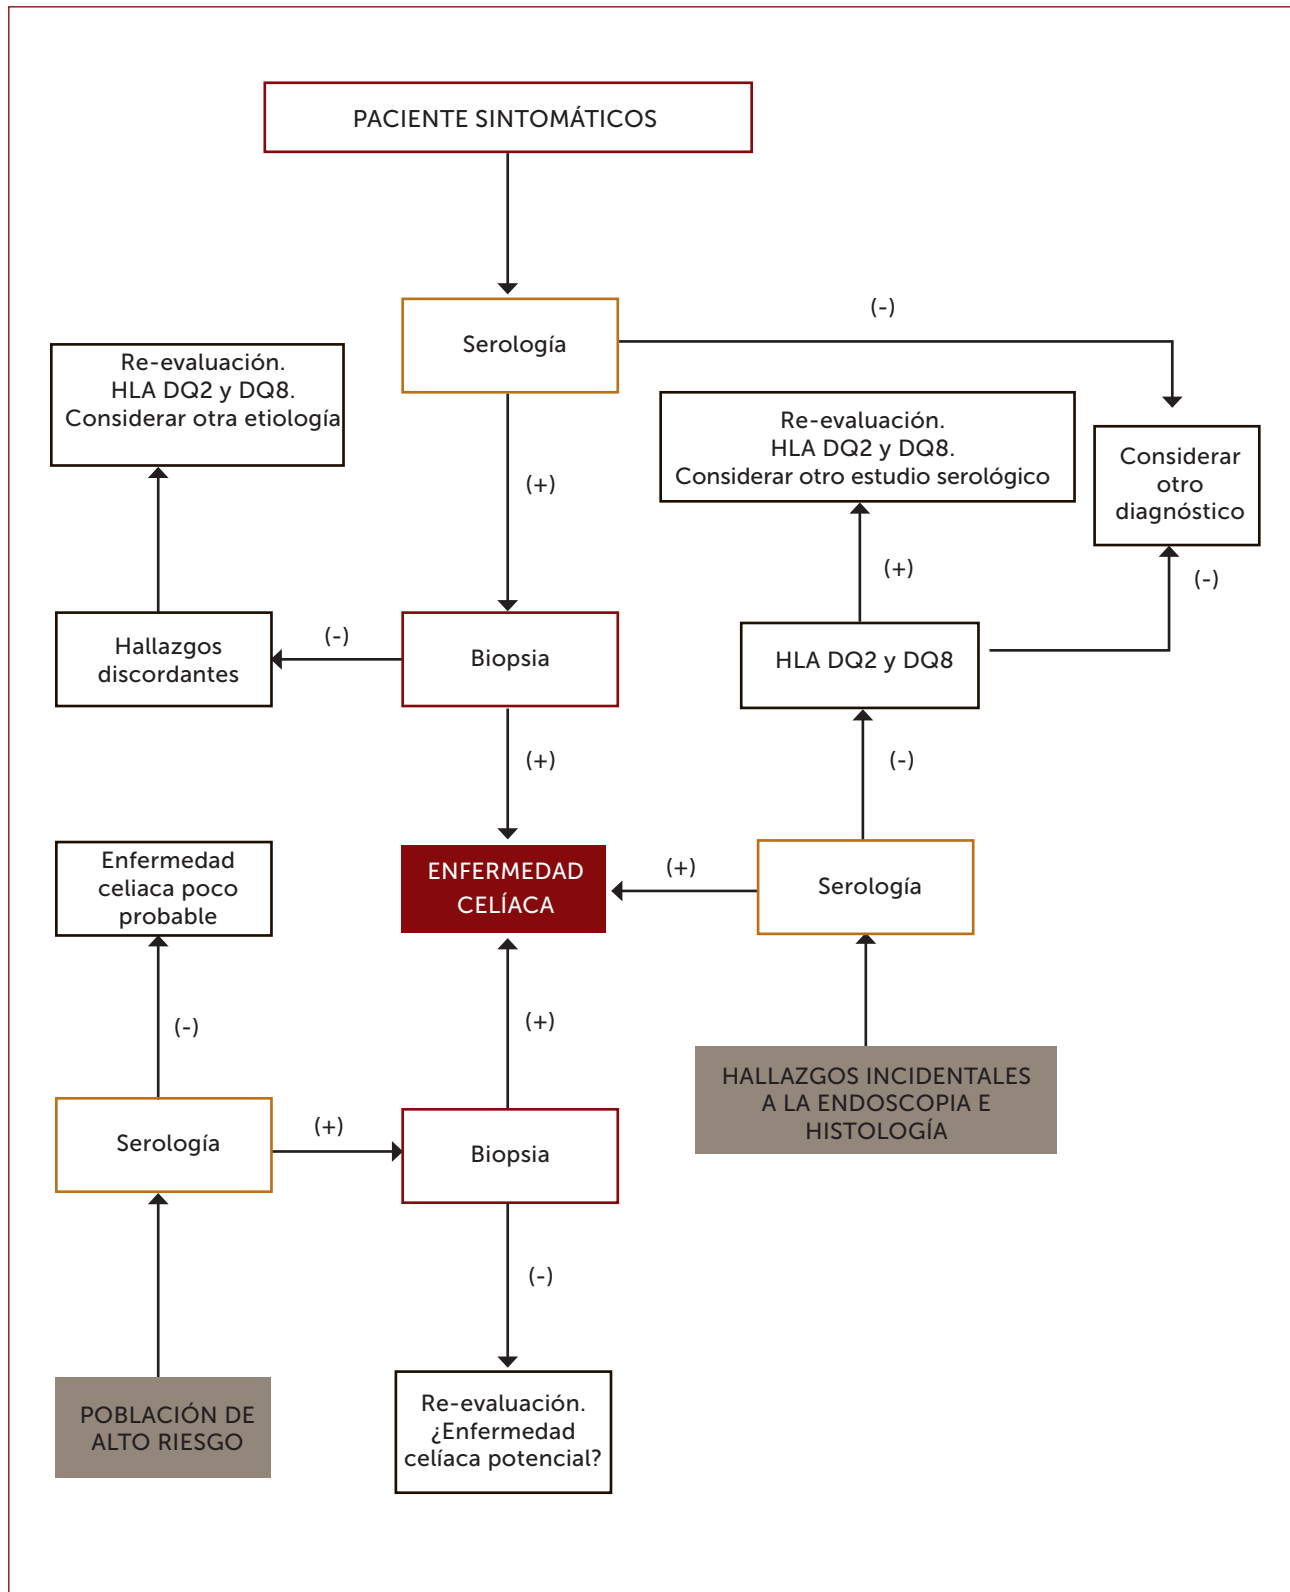 PACIENTE SINTOMÁTICOS
(-)
Serología
Re-evaluación.
HLA DQ2 y DQ8.
Considerar otra etiología
Re-evaluación.
HLA DQ2 y DQ8.
Considerar otro estudio serológico
Considerar
otro
diagnóstico
(+)
(+)
(-)
Hallazgos
discordantes
(-)
Biopsia
HLA DQ2 y DQ8
(+)
(-)
Enfermedad
celiaca poco
probable
ENFERMEDAD
CELÍACA
(+)
Serología
(-)
(+)
HALLAZGOS INCIDENTALES
A LA ENDOSCOPIA E
HISTOLOGÍA
Serología
(+)
Biopsia
(-)
POBLACIÓN DE
ALTO RIESGO
Re-evaluación.
¿Enfermedad
celíaca potencial?